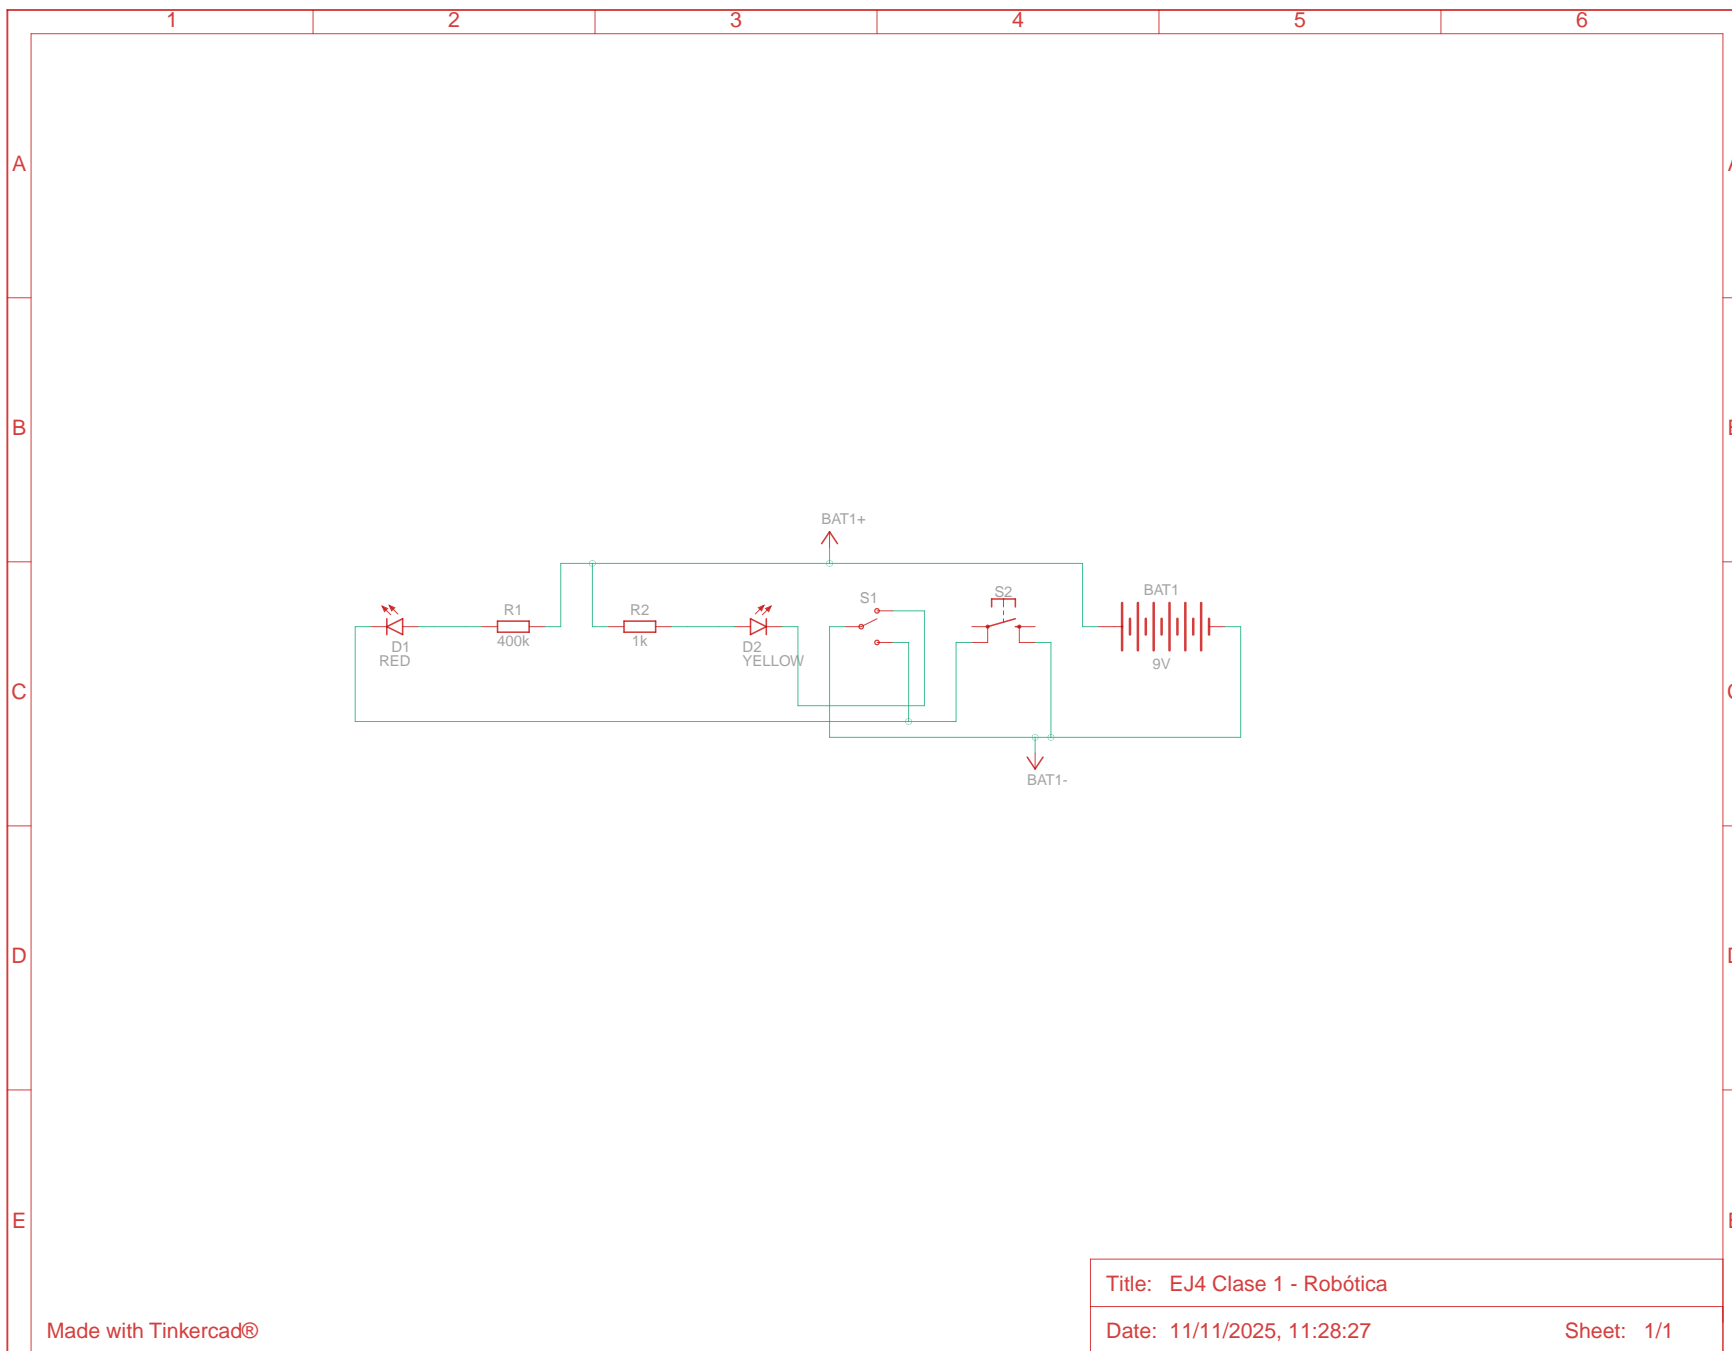 1 2 3 4 5 6
A A
B B
BAT1+
R1 R2 S1 S2 BAT1
400k 1k 9V
D1 D2
RED YELLOW
C C
BAT1-
D D
E E
Title: EJ4 Clase 1 - Robótica
Made with Tinkercad® Date: 11/11/2025, 11:28:27 Sheet: 1/1